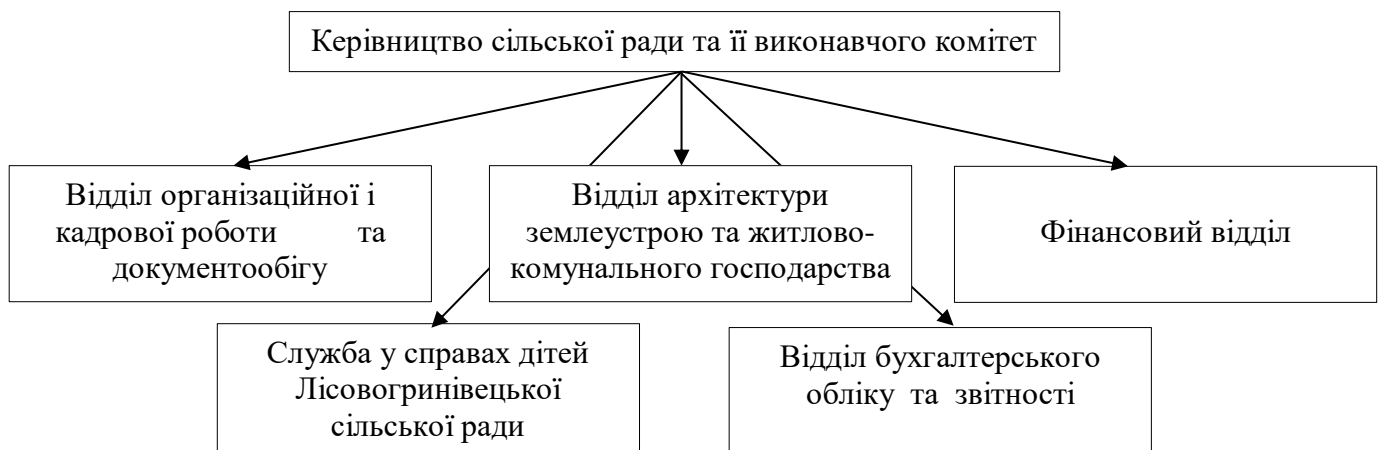 Керівництво сільської ради та її виконавчого комітет
Відділ організаційної і
кадрової роботи та
документообігу
Відділ архітектури
землеустрою та житлово-
комунального господарства
Фінансовий відділ
Служба у справах дітей
Лісовогринівецької
сільської ради
Відділ бухгалтерського
обліку та звітності